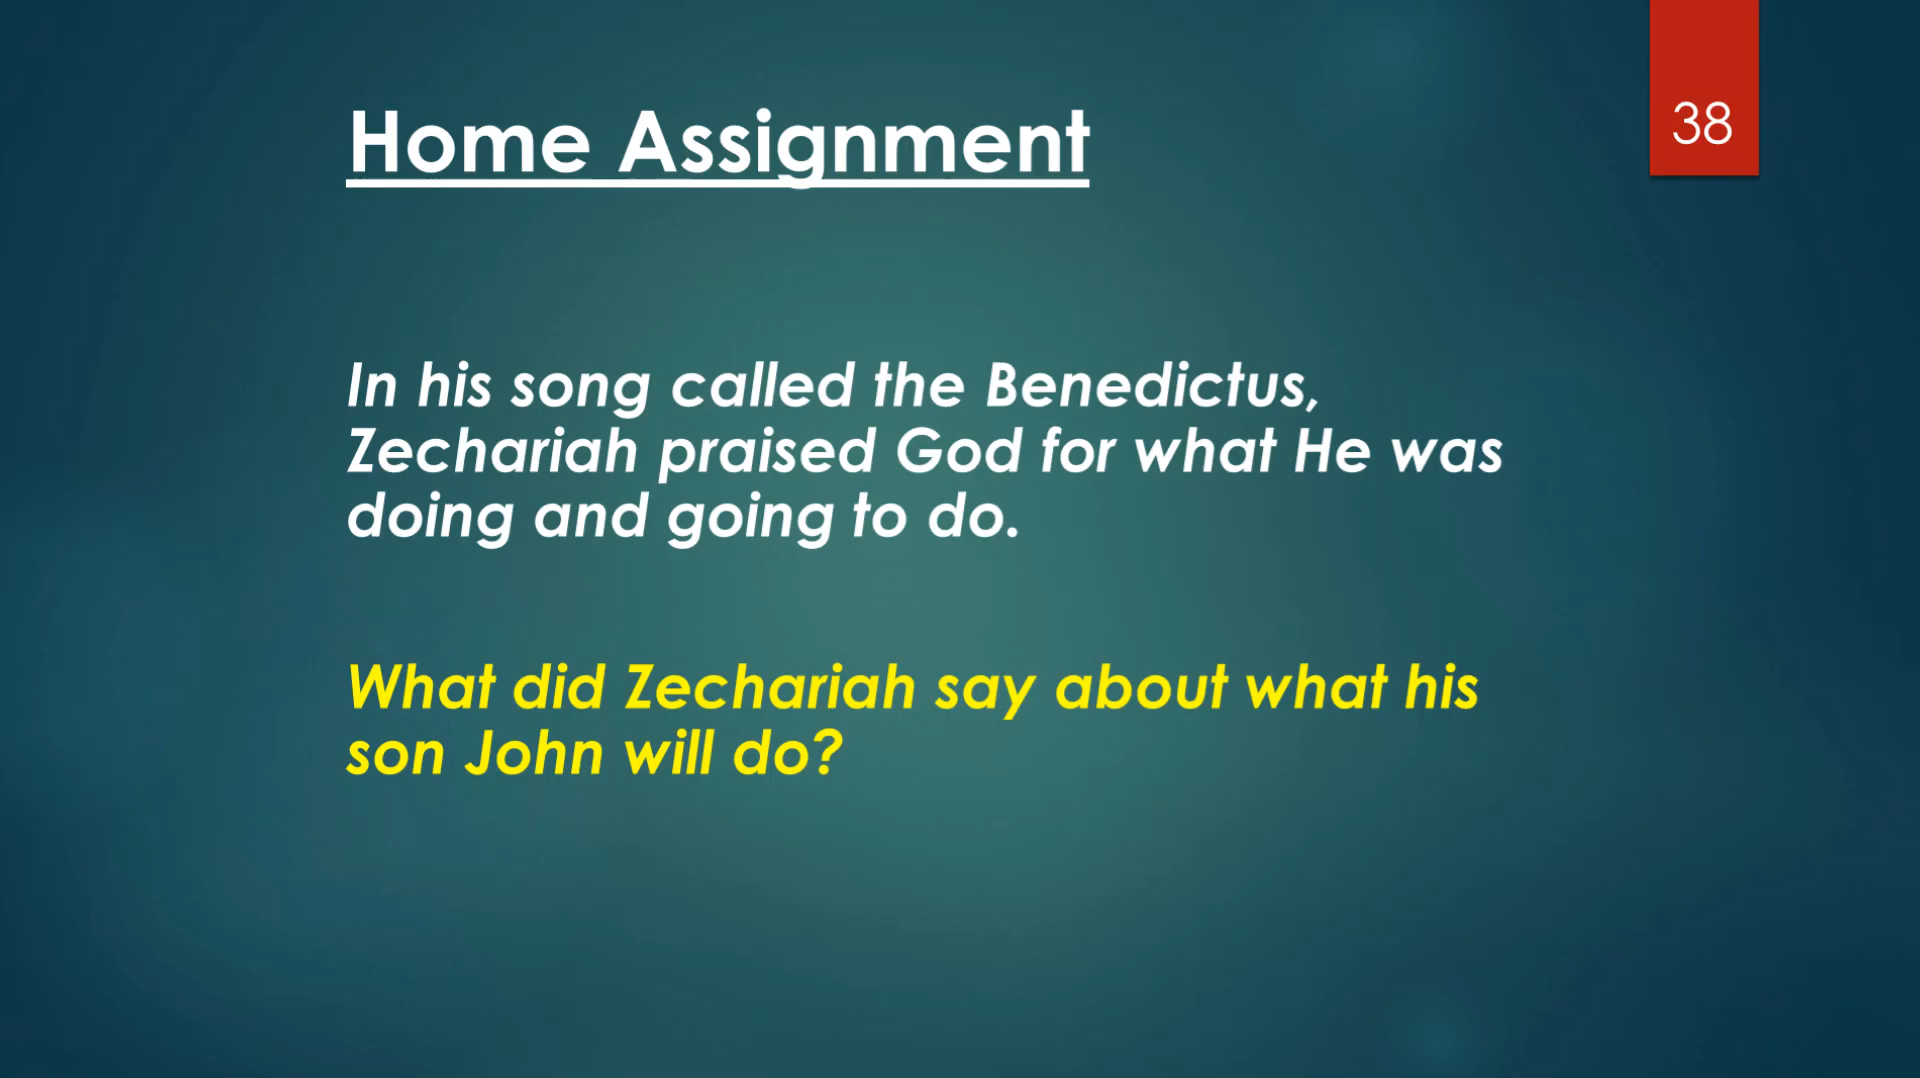 Home Assignment
38
In his song called the Benedictus,
Zechariah praised God for what He was
doing and going to do.
What did Zechariah say about what his
son John will do?